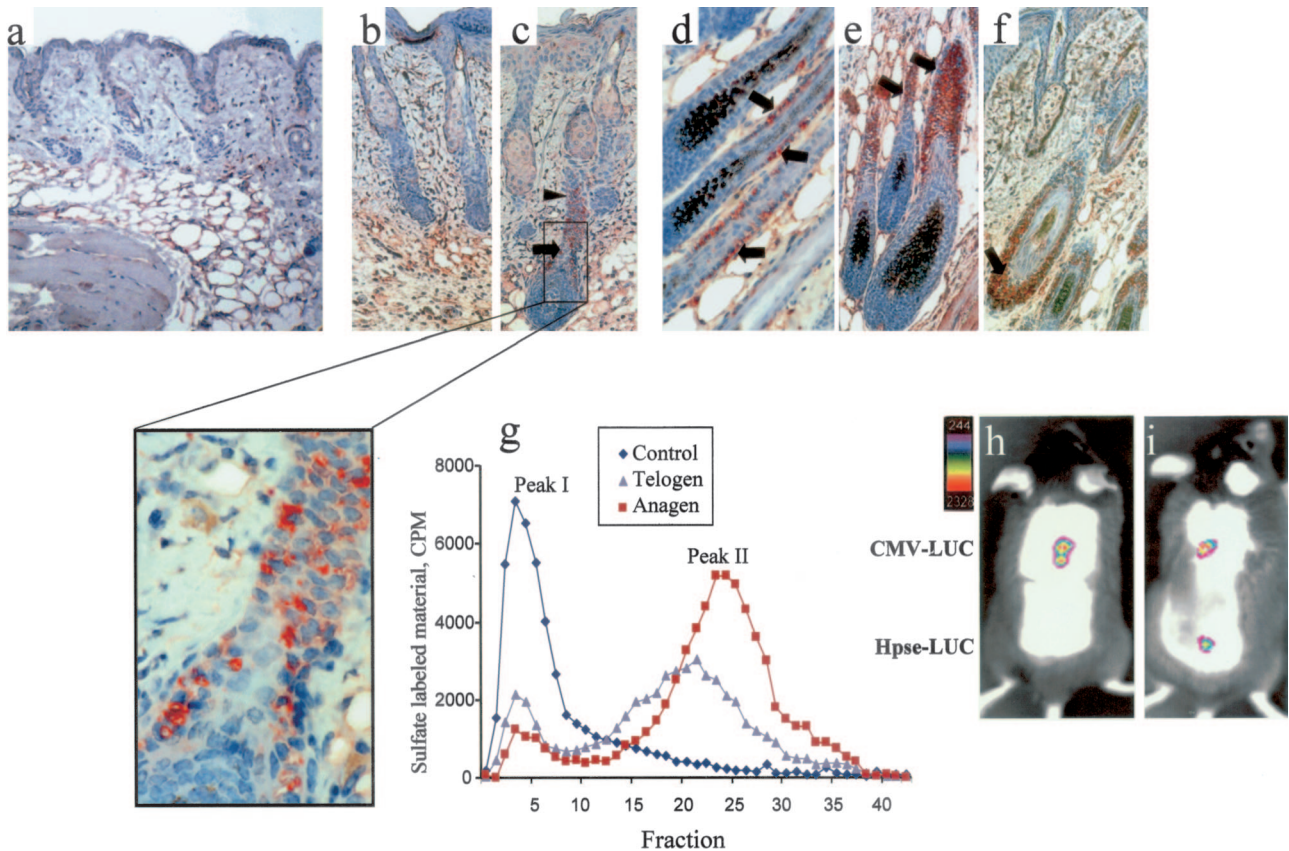 a
b
c
d
e
f
g
Control
Telogen
Anagen
Peak I
Peak II
8000
6000
4000
2000
0
Sulfate labeled material, CPM
5
10
15
20
25
30
35
40
Fraction
244
2328
h
i
CMV-LUC
Hpse-LUC